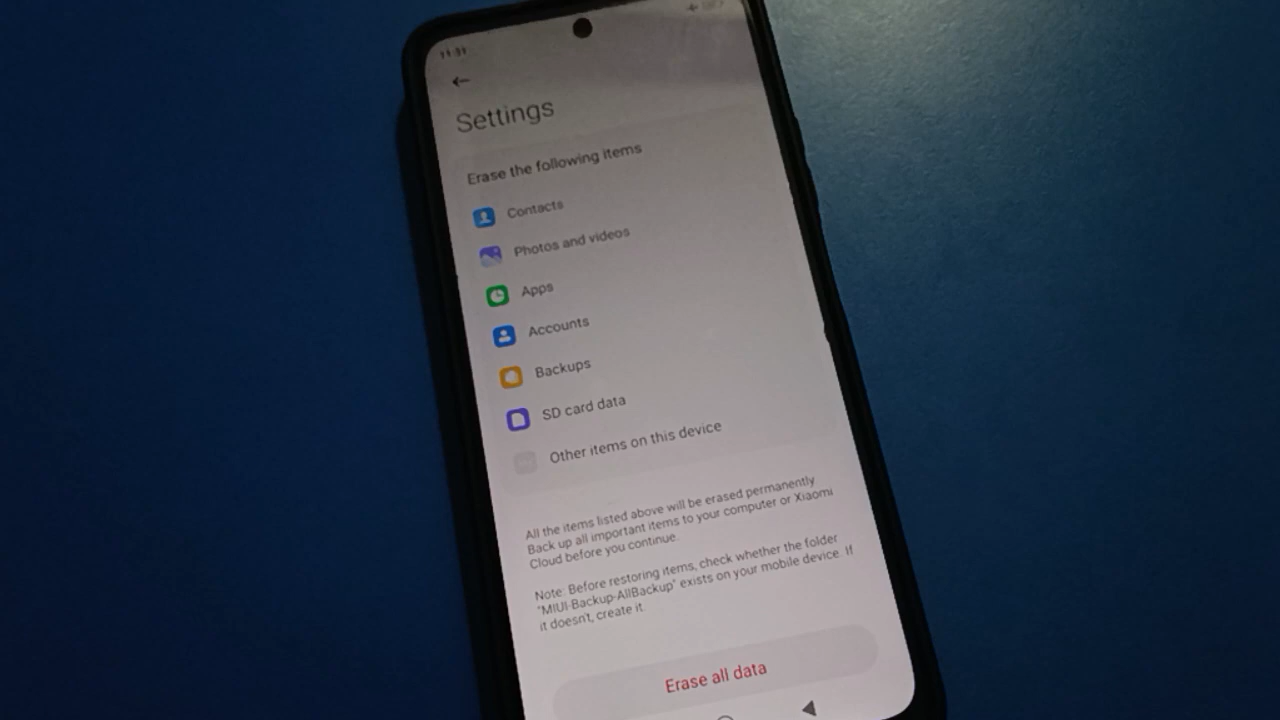 11:31
Settings
Erase the following items
Contacts
Photos and videos
Apps
Accounts
Backups
SD card data
Other items on this device
All the items listed above will be erased permanently
Back up all important items to your computer or Xiaomi
Cloud before you continue.
Note: Before restoring items, check whether the folder
"MIUI-Backup-AllBackup" exists on your mobile device. If
it doesn't, create it.
Erase all data